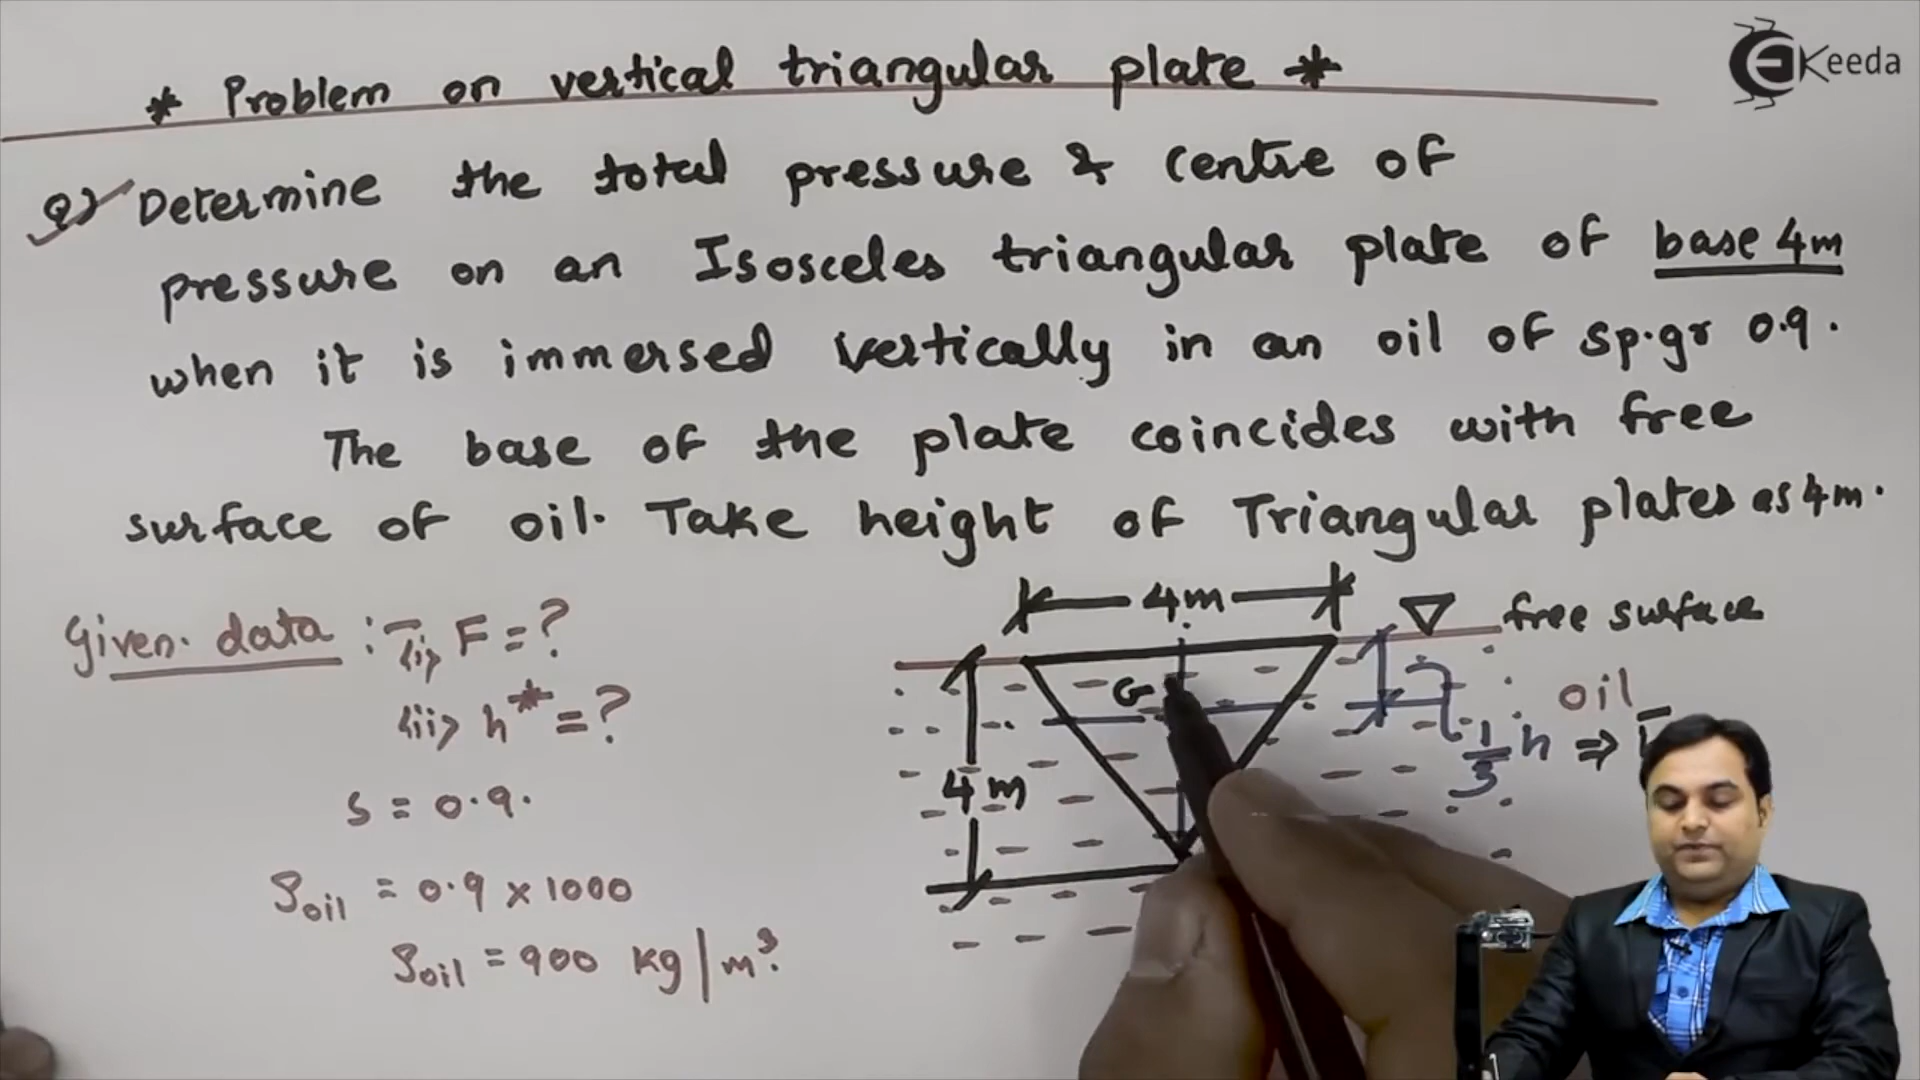 EKeeda
* Problem on vertical triangular plate *
Q) Determine the total pressure & centre of
pressure on an Isosceles triangular plate of base 4m
when it is immersed vertically in an oil of sp.gr 0.9.
The base of the plate coincides with free
surface of oil. Take height of Triangular plates as 4m.
Given data : (i) F = ?
(ii) h* = ?
S = 0.9.
ρoil = 0.9 × 1000
ρoil = 900 kg/m³.
4m
free surface
G
oil
1/3 h ⇒
4m